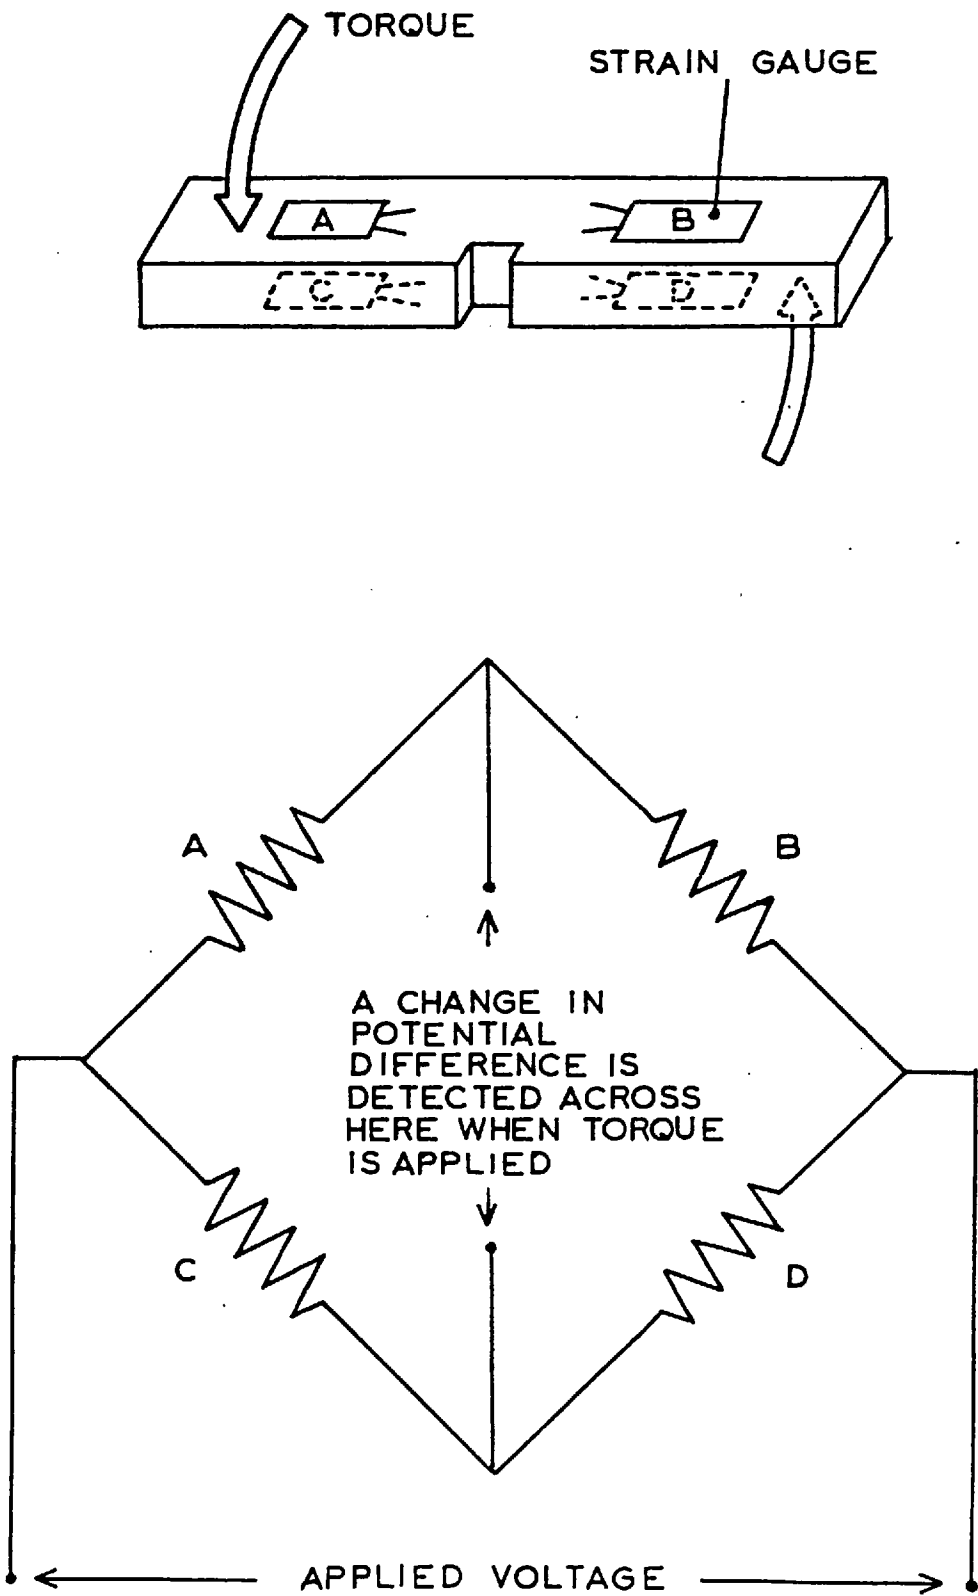 TORQUE
STRAIN GAUGE
A
B
C
D
A
B
A CHANGE IN
POTENTIAL
DIFFERENCE IS
DETECTED ACROSS
HERE WHEN TORQUE
IS APPLIED
C
D
APPLIED VOLTAGE